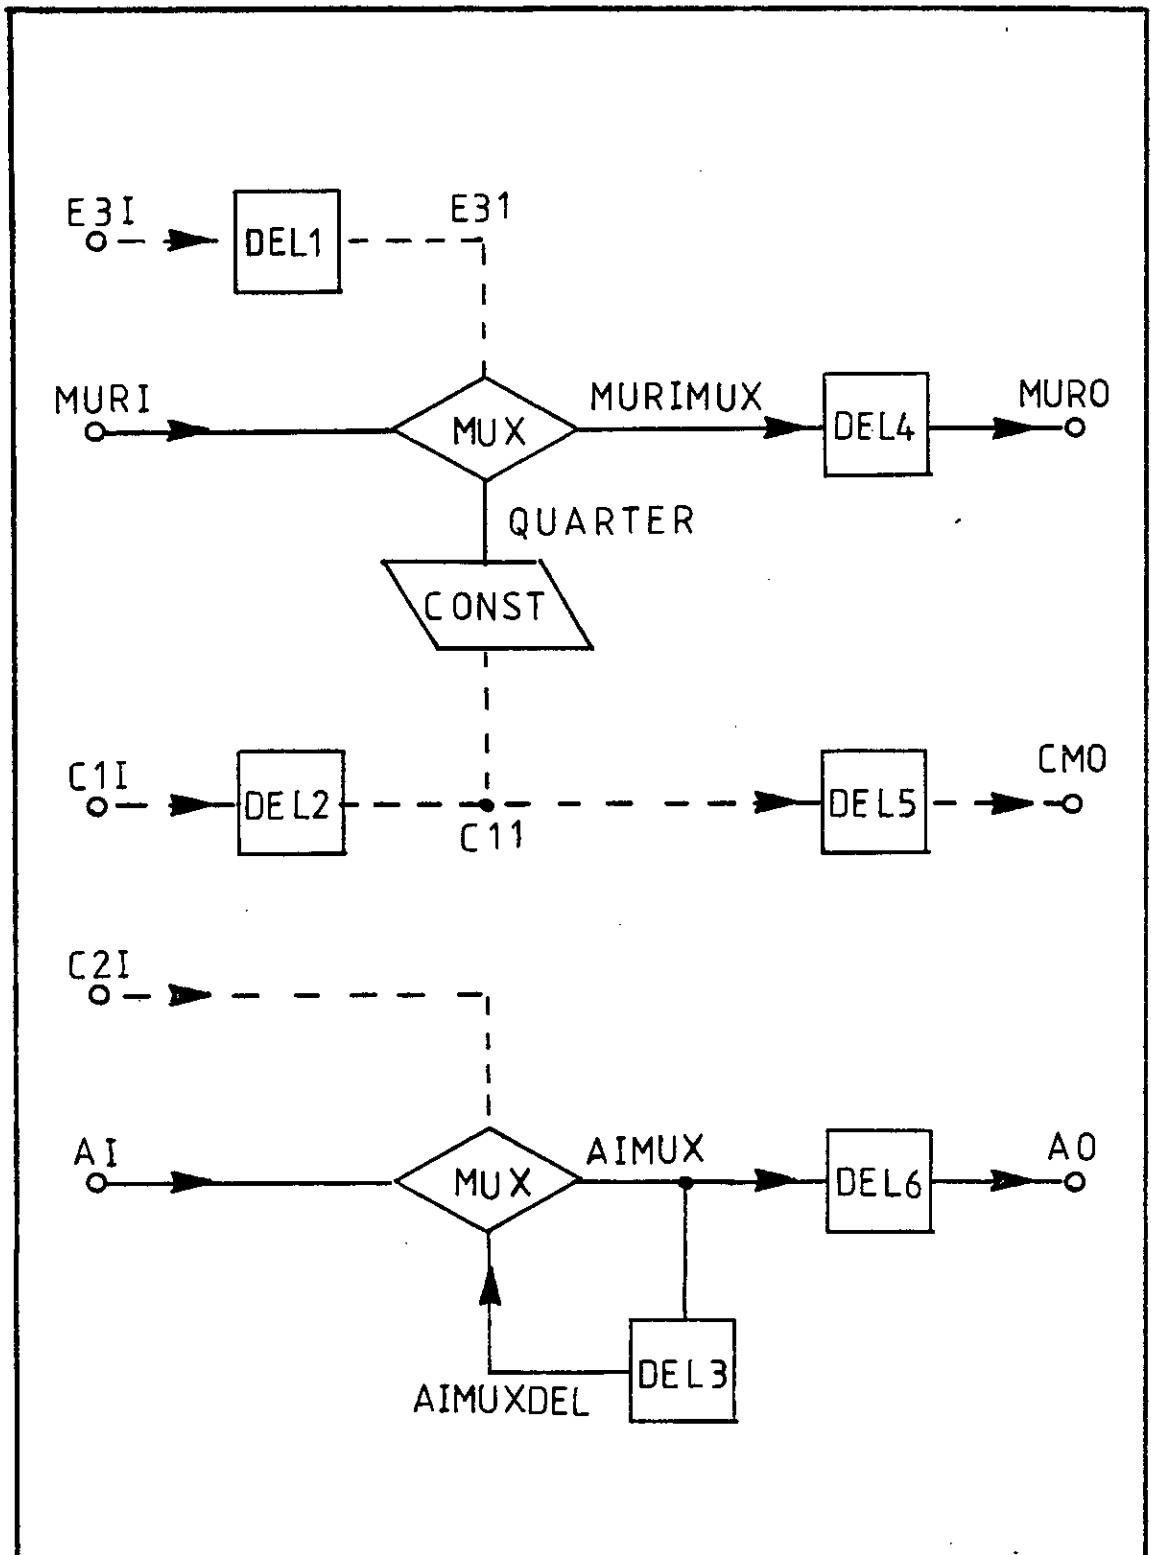 E3I
DEL1
E31
MURI
MUX
MURIMUX
DEL4
MURO
QUARTER
CONST
C1I
DEL2
C11
DEL5
CMO
C2I
AI
MUX
AIMUX
DEL6
AO
AIMUXDEL
DEL3